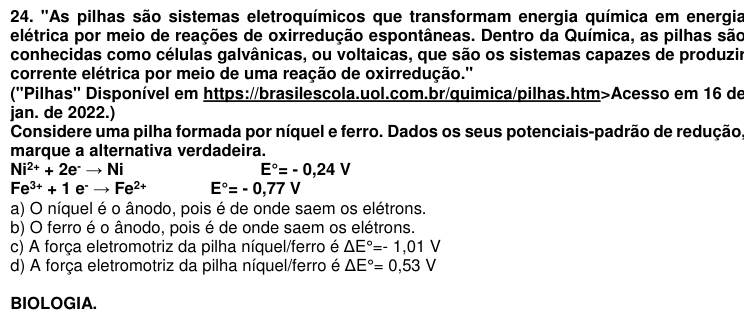 24. "As pilhas são sistemas eletroquímicos que transformam energia química em energia
elétrica por meio de reações de oxirredução espontâneas. Dentro da Química, as pilhas são
conhecidas como células galvânicas, ou voltaicas, que são os sistemas capazes de produzir
corrente elétrica por meio de uma reação de oxirredução."
("Pilhas" Disponível em https://brasilescola.uol.com.br/quimica/pilhas.htm>Acesso em 16 de
jan. de 2022.)
Considere uma pilha formada por níquel e ferro. Dados os seus potenciais-padrão de redução,
marque a alternativa verdadeira.
Ni²⁺ + 2e⁻ → Ni E°= - 0,24 V
Fe³⁺ + 1 e⁻ → Fe²⁺ E°= - 0,77 V
a) O níquel é o ânodo, pois é de onde saem os elétrons.
b) O ferro é o ânodo, pois é de onde saem os elétrons.
c) A força eletromotriz da pilha níquel/ferro é ΔE°=- 1,01 V
d) A força eletromotriz da pilha níquel/ferro é ΔE°= 0,53 V
BIOLOGIA.